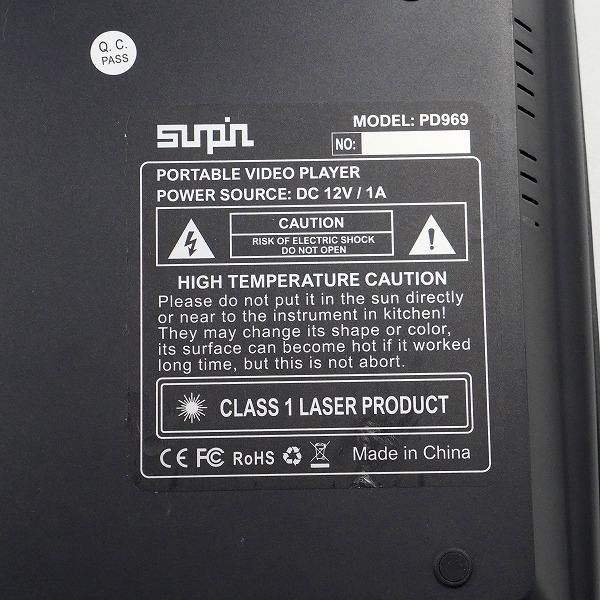 Q. C.
PASS
supin
MODEL: PD969
NO:
PORTABLE VIDEO PLAYER
POWER SOURCE: DC 12V / 1A
CAUTION
RISK OF ELECTRIC SHOCK
DO NOT OPEN
HIGH TEMPERATURE CAUTION
Please do not put it in the sun directly
or near to the instrument in kitchen!
They may change its shape or color,
its surface can become hot if it worked
long time, but this is not abort.
CLASS 1 LASER PRODUCT
CE FC RoHS Made in China